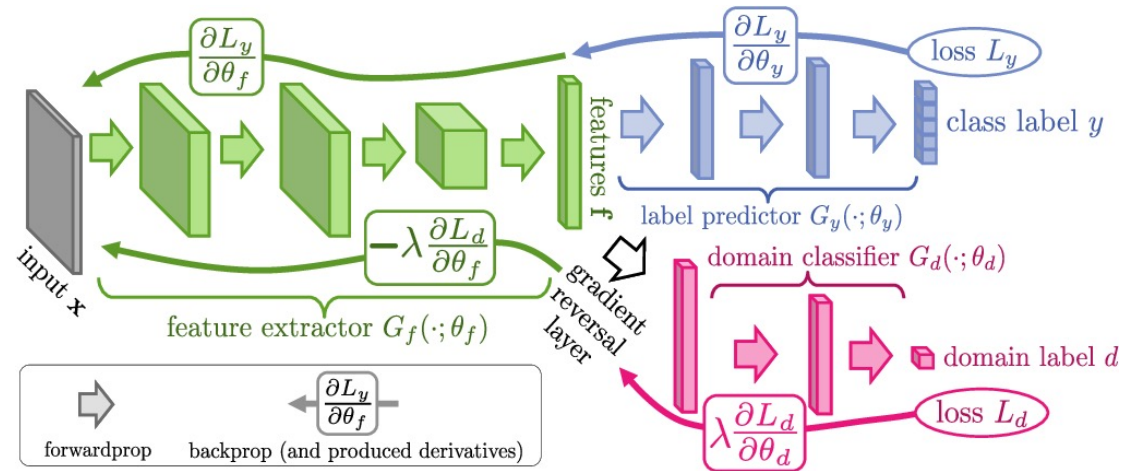 ∂L_y/∂θ_f
∂L_y/∂θ_y
loss L_y
features f
class label y
label predictor G_y(·; θ_y)
input x
−λ ∂L_d/∂θ_f
feature extractor G_f(·; θ_f)
gradient
reversal
layer
domain classifier G_d(·; θ_d)
domain label d
λ ∂L_d/∂θ_d
loss L_d
forwardprop
∂L_y/∂θ_f
backprop (and produced derivatives)